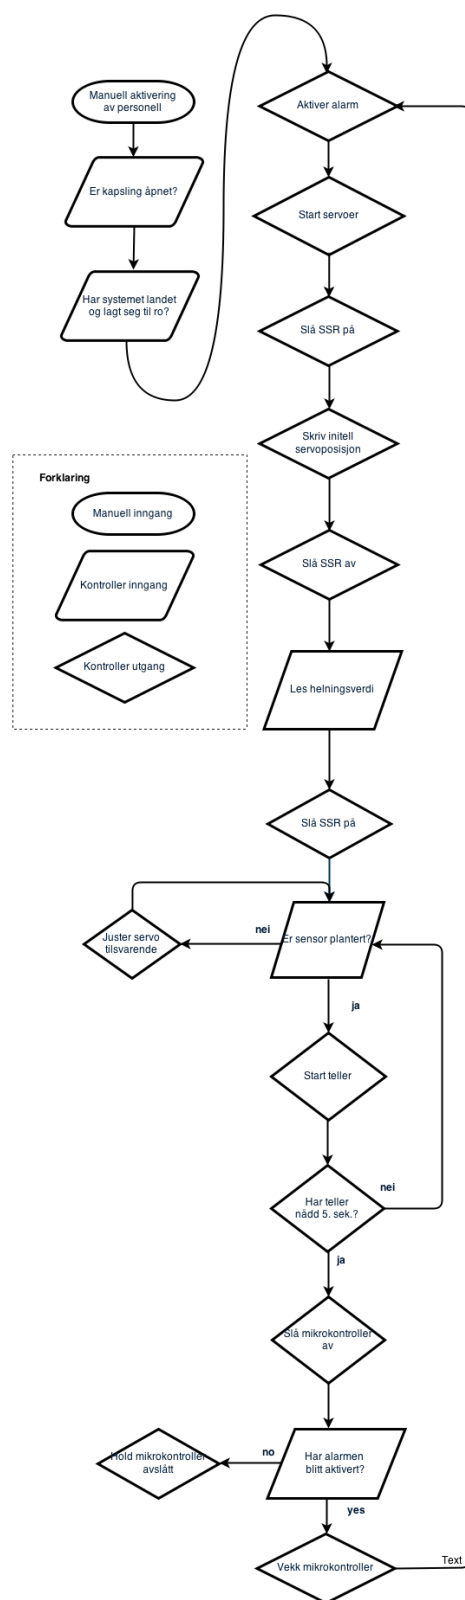 Manuell aktivering
av personell
Er kapsling åpnet?
Har systemet landet
og lagt seg til ro?
Aktiver alarm
Start servoer
Slå SSR på
Skriv initell
servoposisjon
Slå SSR av
Forklaring
Manuell inngang
Kontroller inngang
Kontroller utgang
Les helningsverdi
Slå SSR på
Er sensor plantert?
nei
Juster servo
tilsvarende
ja
Start teller
Har teller
nådd 5. sek.?
nei
ja
Slå mikrokontroller
av
Har alarmen
blitt aktivert?
no
Hold mikrokontroller
avslått
yes
Vekk mikrokontroller
Text